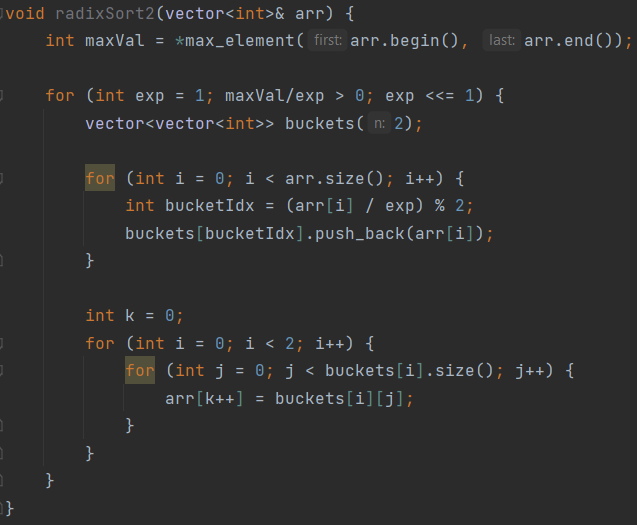 void radixSort2(vector<int>& arr) {
int maxVal = *max_element( first: arr.begin(), last: arr.end());
for (int exp = 1; maxVal/exp > 0; exp <<= 1) {
vector<vector<int>> buckets( n: 2);
for (int i = 0; i < arr.size(); i++) {
int bucketIdx = (arr[i] / exp) % 2;
buckets[bucketIdx].push_back(arr[i]);
}
int k = 0;
for (int i = 0; i < 2; i++) {
for (int j = 0; j < buckets[i].size(); j++) {
arr[k++] = buckets[i][j];
}
}
}
}